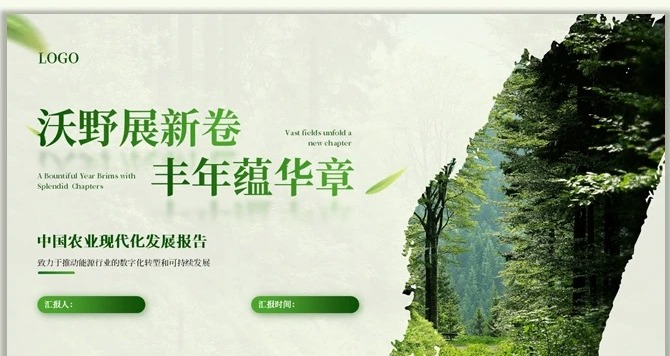 LOGO
沃野展新卷
Vast fields unfold a
new chapter
A Bountiful Year Brims with
Splendid Chapters
丰年蕴华章
中国农业现代化发展报告
致力于推动能源行业的数字化转型和可持续发展
汇报人：
汇报时间：